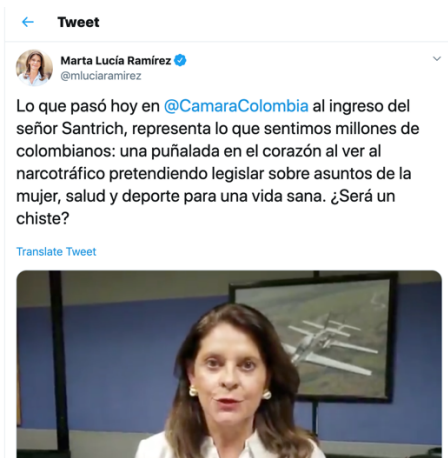 Tweet
Marta Lucía Ramírez
@mluciaramirez
Lo que pasó hoy en @CamaraColombia al ingreso del
señor Santrich, representa lo que sentimos millones de
colombianos: una puñalada en el corazón al ver al
narcotráfico pretendiendo legislar sobre asuntos de la
mujer, salud y deporte para una vida sana. ¿Será un
chiste?
Translate Tweet